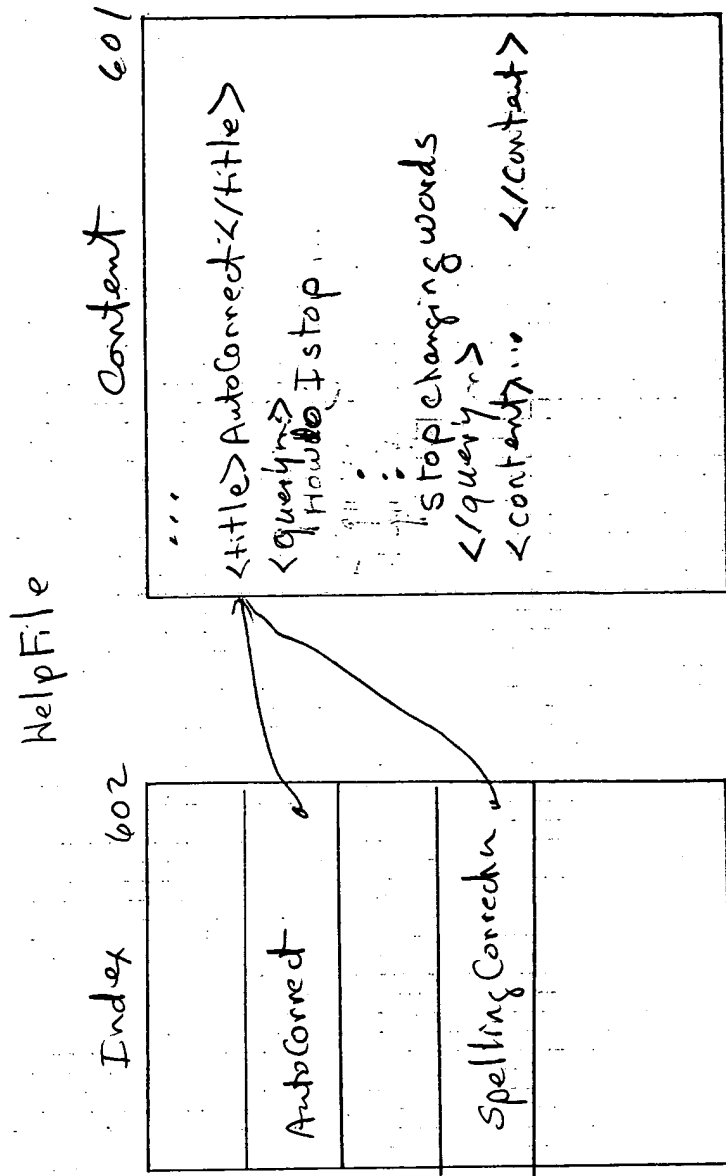 HelpFile
Index 602
AutoCorrect
Spelling Correctn
Content 601
...
<title>AutoCorrect</title>
<query>
How do I stop...
stop changing words
</query>
<content>... </content>